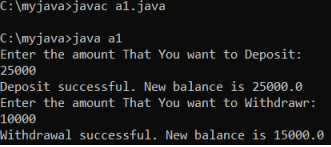 C:\myjava>javac a1.java
C:\myjava>java a1
Enter the amount That You want to Deposit:
25000
Deposit successful. New balance is 25000.0
Enter the amount That You want to Withdrawr:
10000
Withdrawal successful. New balance is 15000.0